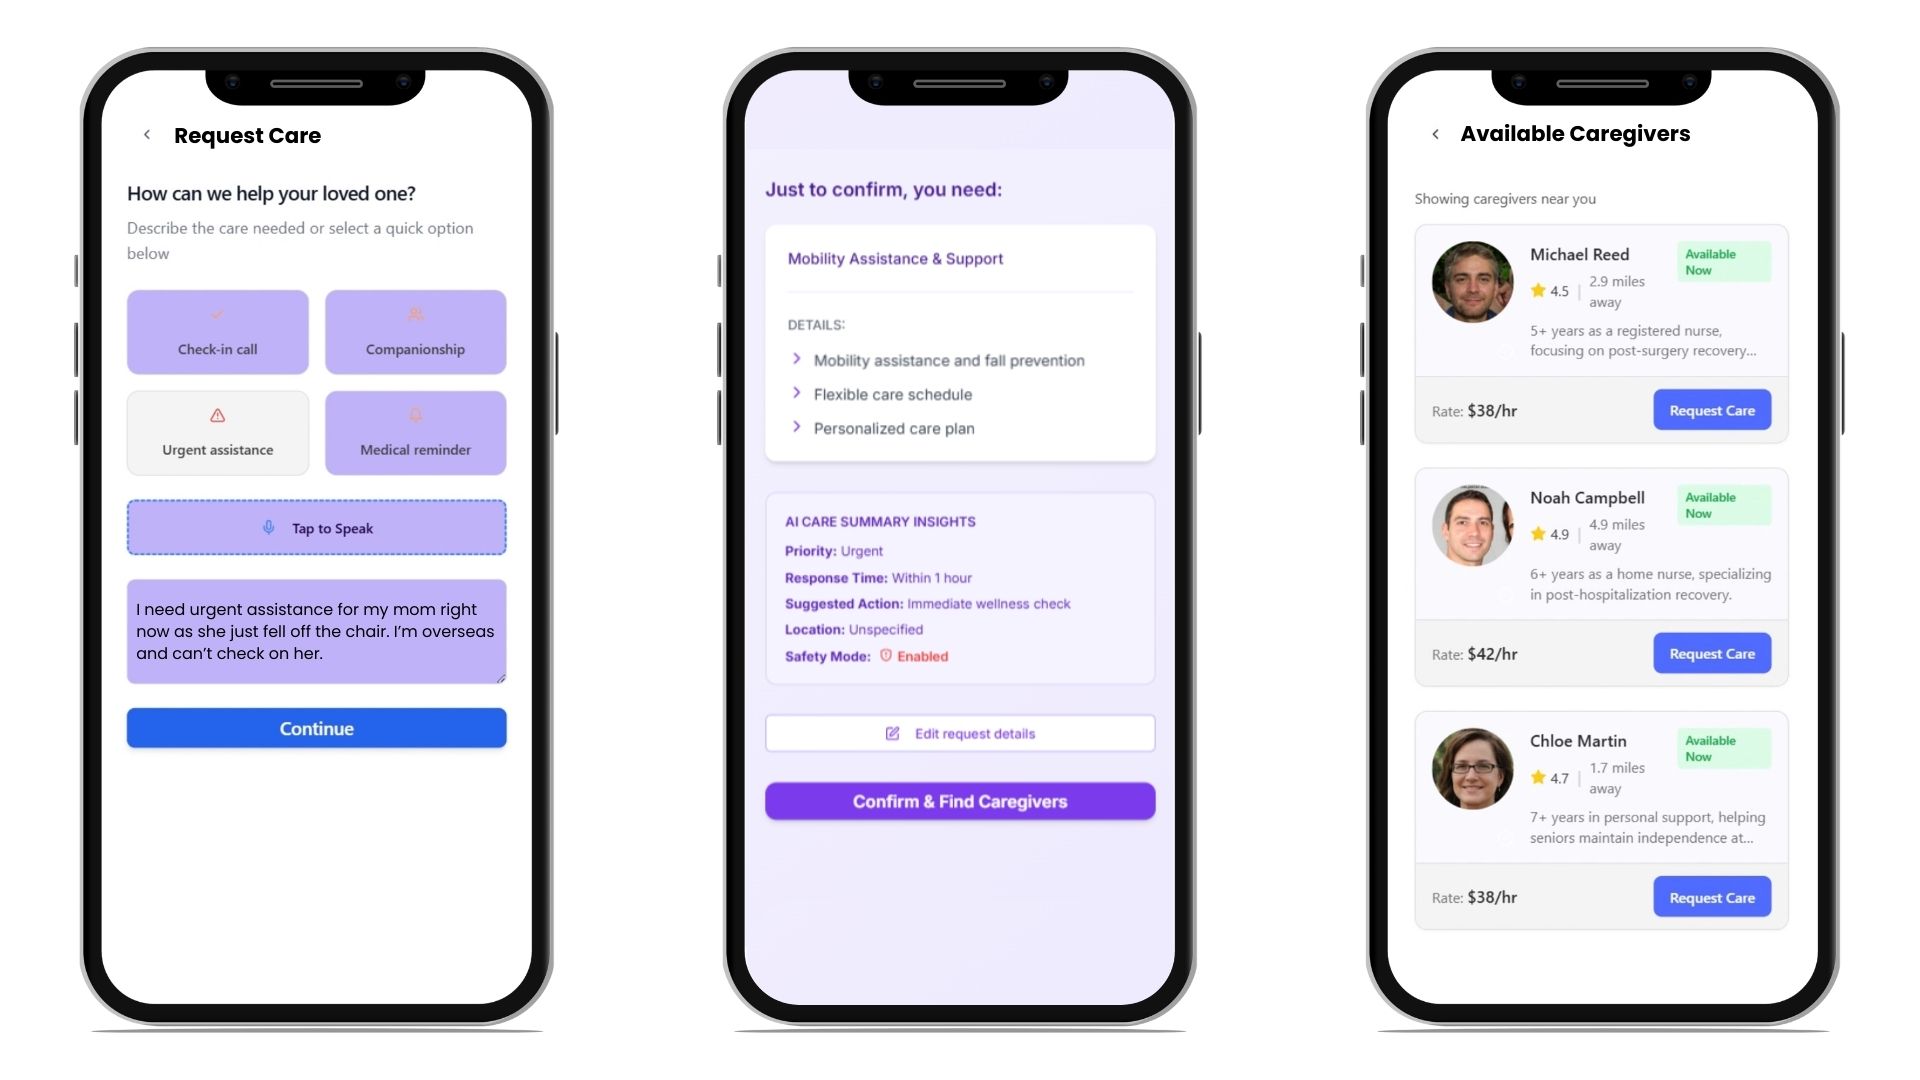 Request Care
How can we help your loved one?
Describe the care needed or select a quick option
below
Check-in call
Companionship
Urgent assistance
Medical reminder
Tap to Speak
I need urgent assistance for my mom right
now as she just fell off the chair. I’m overseas
and can’t check on her.
Continue
Just to confirm, you need:
Mobility Assistance & Support
DETAILS:
Mobility assistance and fall prevention
Flexible care schedule
Personalized care plan
AI CARE SUMMARY INSIGHTS
Priority: Urgent
Response Time: Within 1 hour
Suggested Action: Immediate wellness check
Location: Unspecified
Safety Mode: Enabled
Edit request details
Confirm & Find Caregivers
Available Caregivers
Showing caregivers near you
Michael Reed
Available
Now
4.5 | 2.9 miles
away
5+ years as a registered nurse,
focusing on post-surgery recovery...
Rate: $38/hr
Request Care
Noah Campbell
Available
Now
4.9 | 4.9 miles
away
6+ years as a home nurse, specializing
in post-hospitalization recovery.
Rate: $42/hr
Request Care
Chloe Martin
Available
Now
4.7 | 1.7 miles
away
7+ years in personal support, helping
seniors maintain independence at...
Rate: $38/hr
Request Care